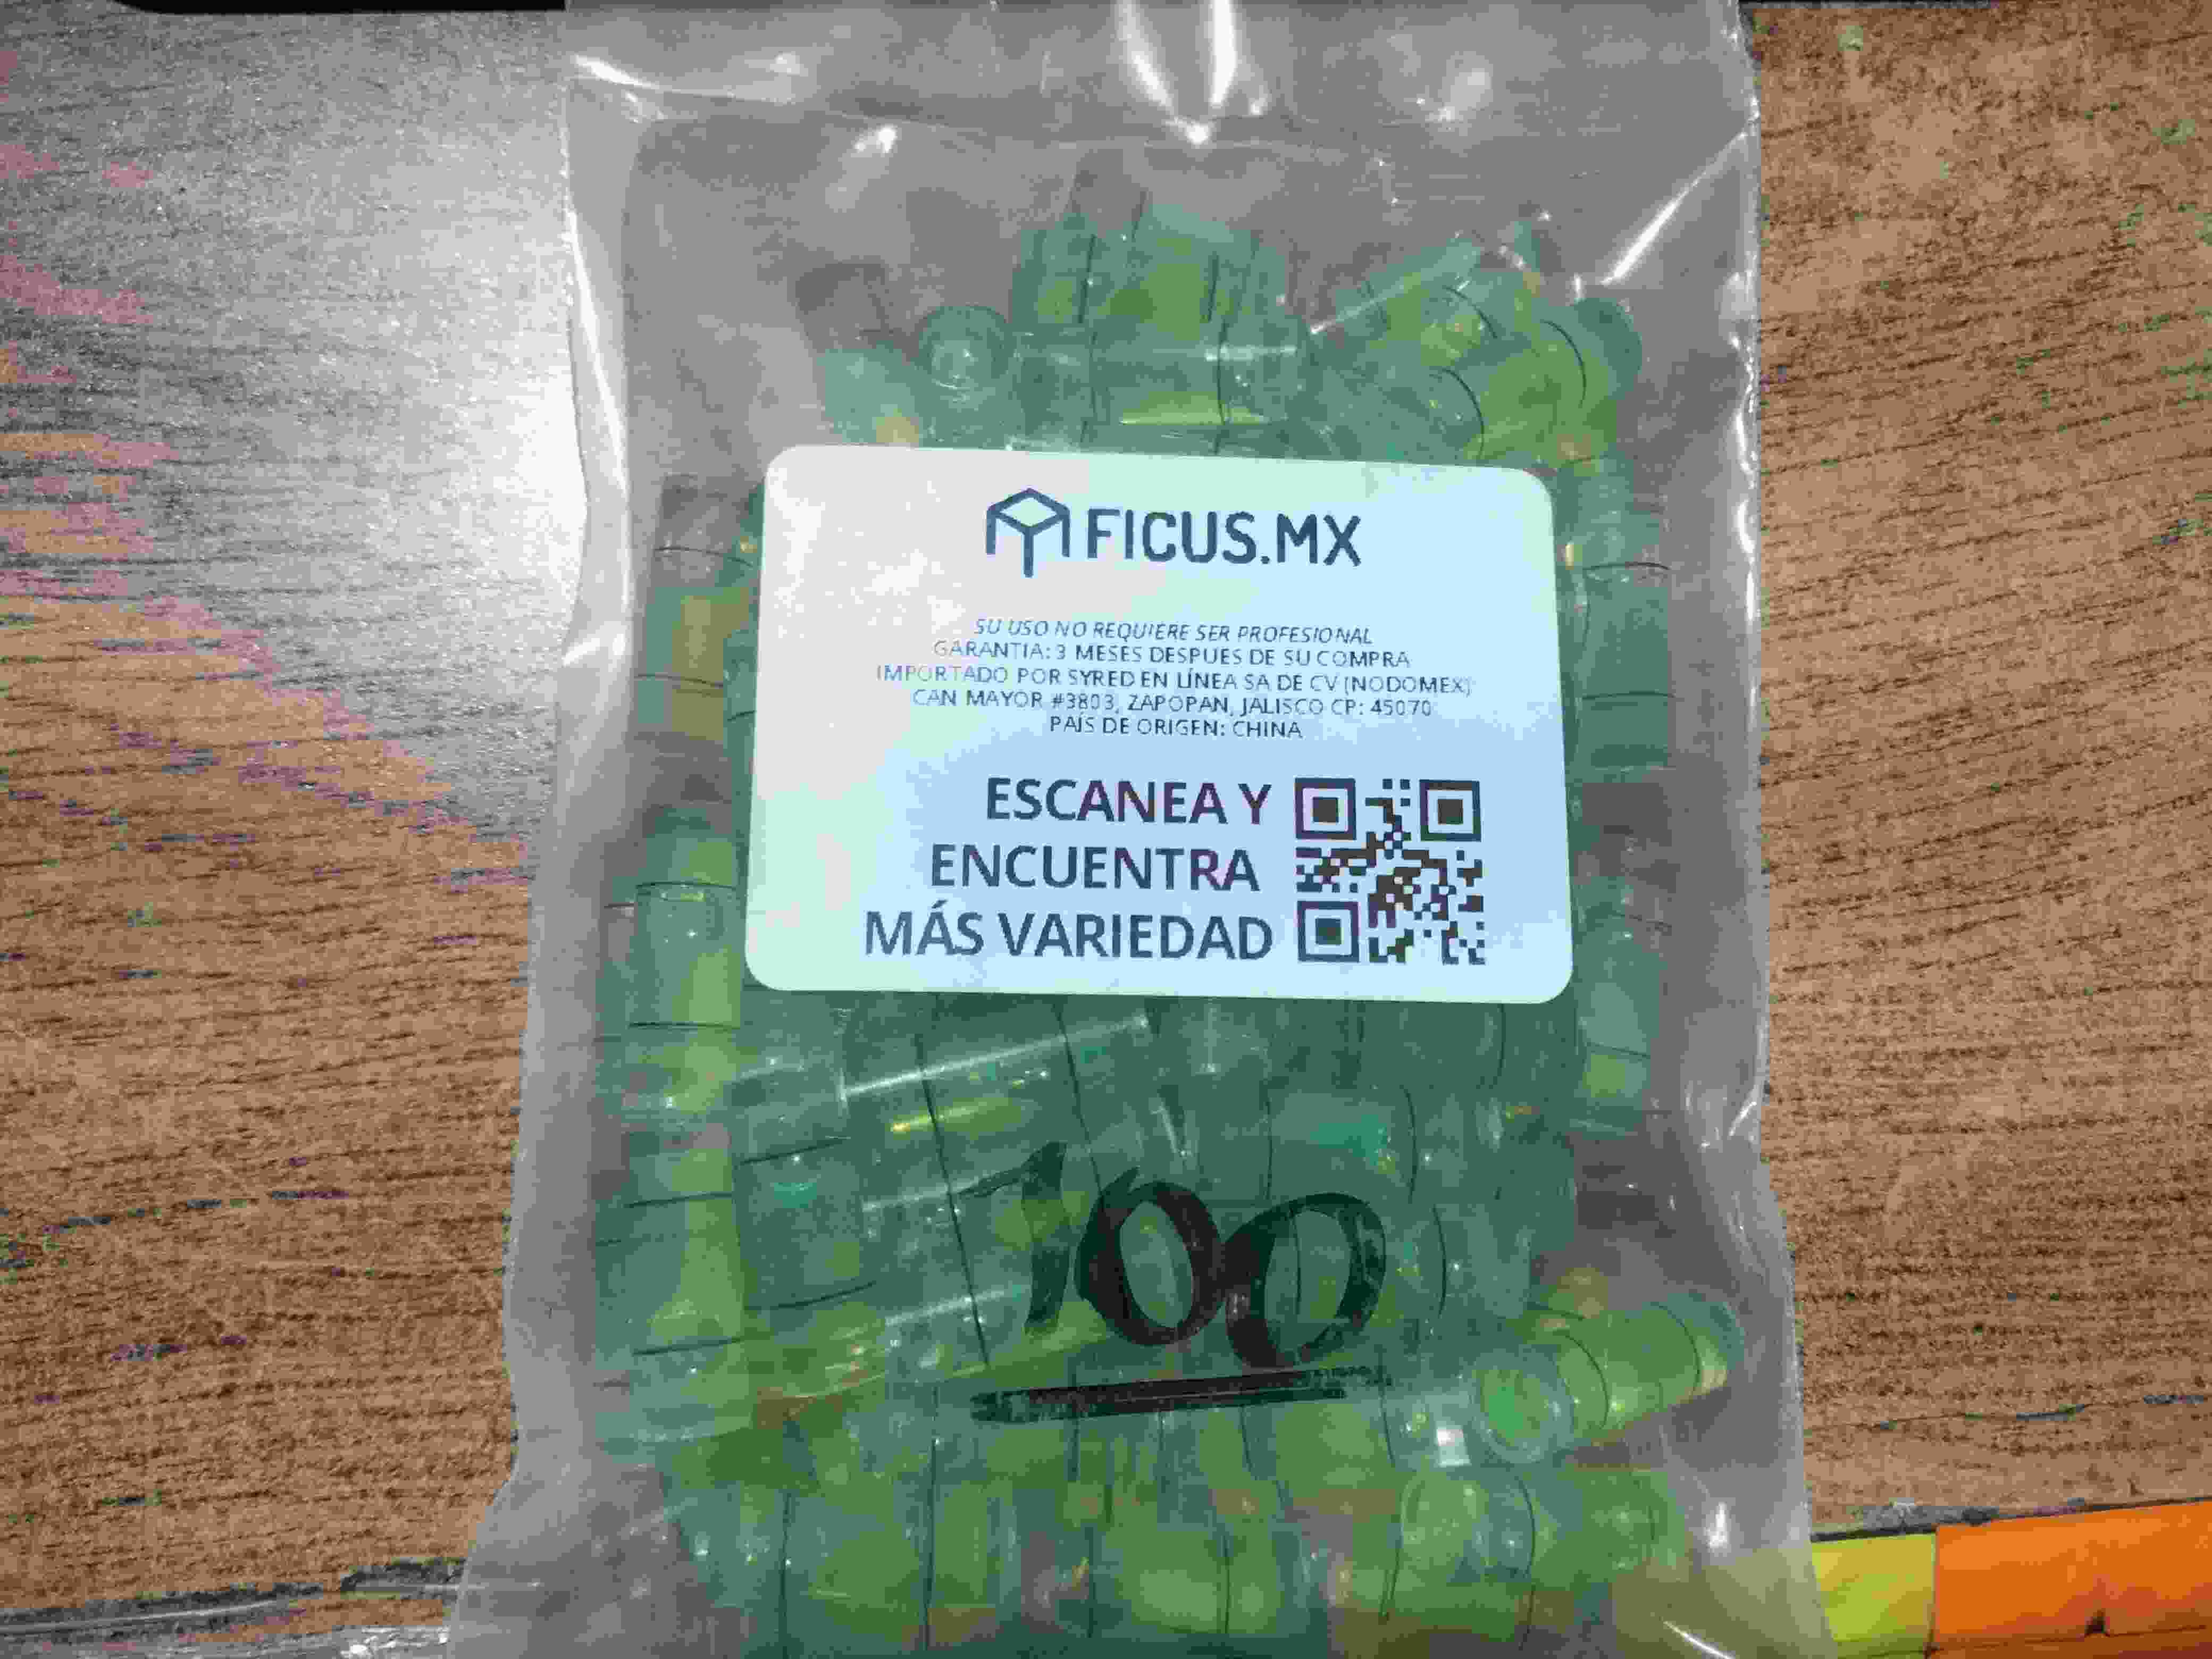 FICUS.MX
SU USO NO REQUIERE SER PROFESIONAL
GARANTIA: 3 MESES DESPUES DE SU COMPRA
IMPORTADO POR SYRED EN LÍNEA SA DE CV (NODOMEX)
CAN MAYOR #3803, ZAPOPAN, JALISCO CP: 45070
PAÍS DE ORIGEN: CHINA
ESCANEA Y
ENCUENTRA
MÁS VARIEDAD
100